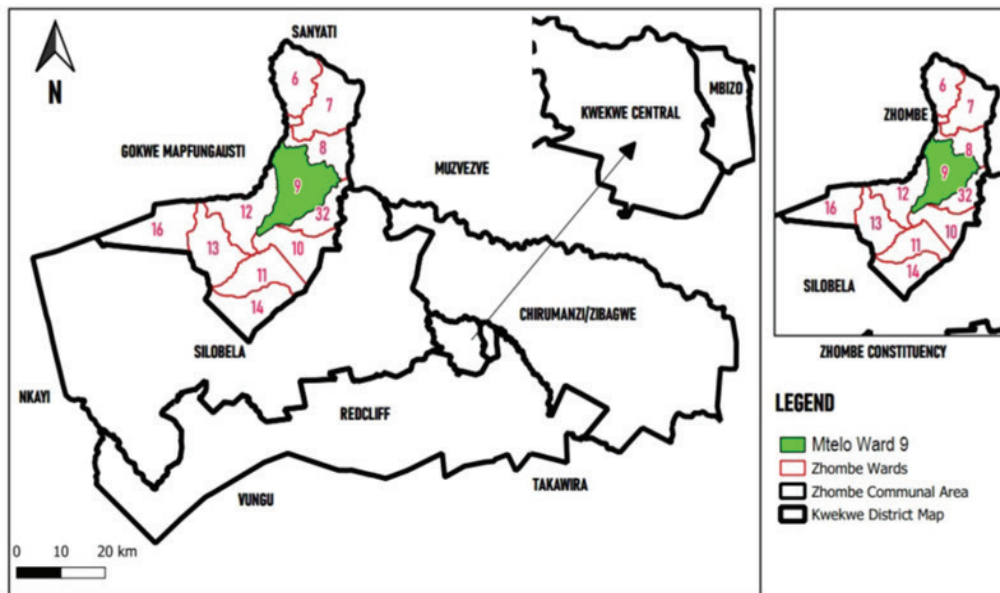 SANYATI
N
6
7
MBIZO
KWEKWE CENTRAL
8
GOKWE MAPFUNGAUSTI
MUZVEZVE
9
12
32
16
13
10
11
14
CHIRUMANZI/ZIBAGWE
SILOBELA
NKAYI
REDCLIFF
TAKAWIRA
VUNGU
0 10 20 km
6
7
ZHOMBE
8
9
12
32
16
13
10
11
14
SILOBELA
ZHOMBE CONSTITUENCY
LEGEND
Mtelo Ward 9
Zhombe Wards
Zhombe Communal Area
Kwekwe District Map